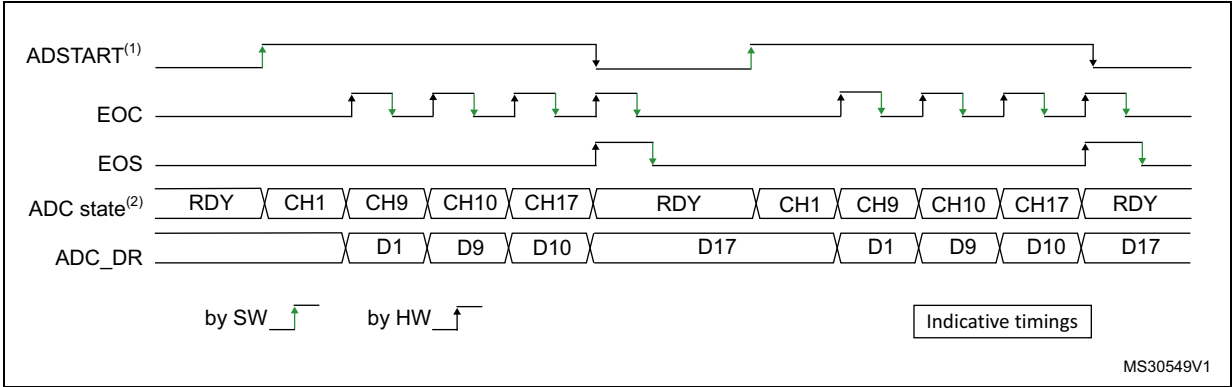 ADSTART(1)
EOC
EOS
ADC state(2) RDY CH1 CH9 CH10 CH17 RDY CH1 CH9 CH10 CH17 RDY
ADC_DR D1 D9 D10 D17 D1 D9 D10 D17
by SW by HW Indicative timings
MS30549V1